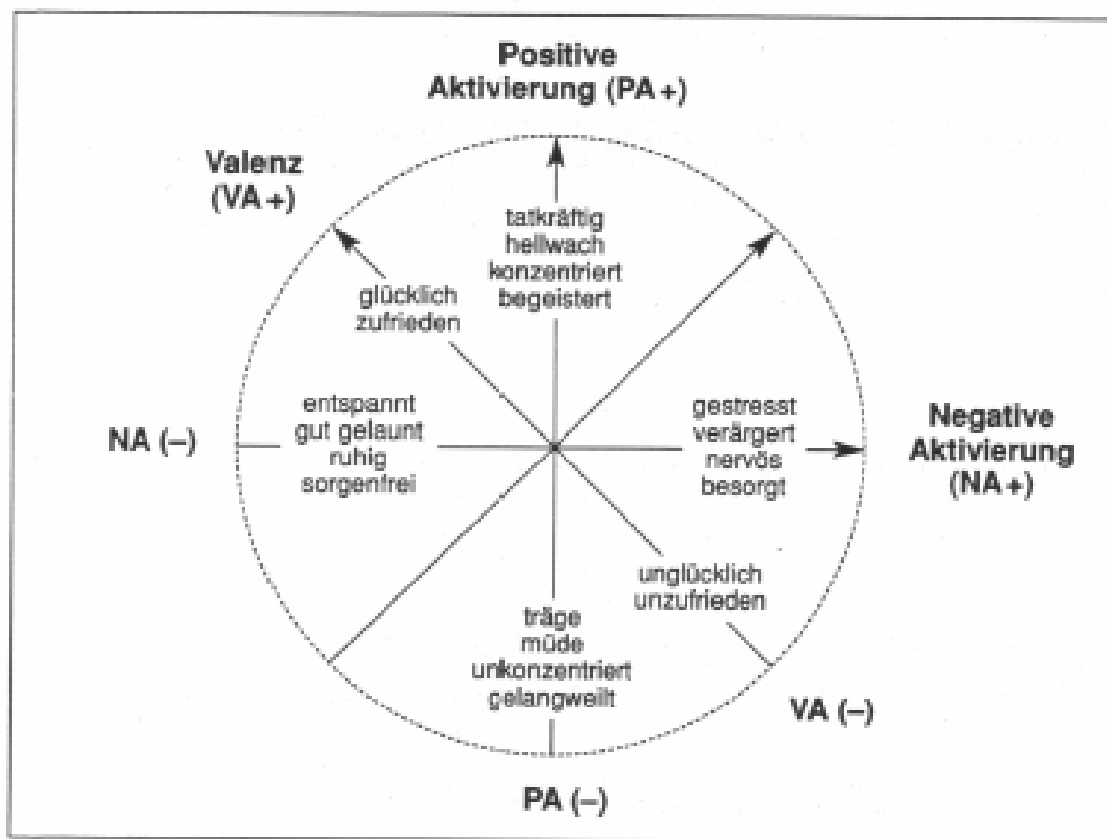 Positive
Aktivierung (PA+)
Valenz
(VA+)
tatkräftig
hellwach
konzentriert
begeistert
glücklich
zufrieden
NA (–)
entspannt
gut gelaunt
ruhig
sorgenfrei
gestresst
verärgert
nervös
besorgt
Negative
Aktivierung
(NA+)
unglücklich
unzufrieden
träge
müde
unkonzentriert
gelangweilt
VA (–)
PA (–)